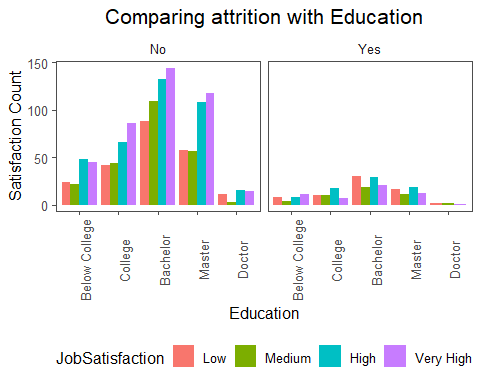 Comparing attrition with Education
No Yes
Satisfaction Count
150
100
50
0
Below College College Bachelor Master Doctor Below College College Bachelor Master Doctor
Education
JobSatisfaction Low Medium High Very High